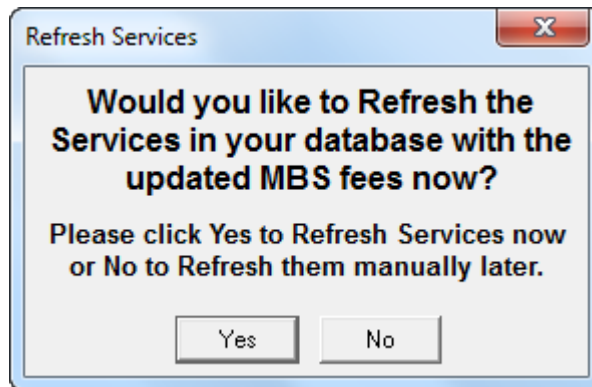 Refresh Services
Would you like to Refresh the
Services in your database with the
updated MBS fees now?
Please click Yes to Refresh Services now
or No to Refresh them manually later.
Yes No